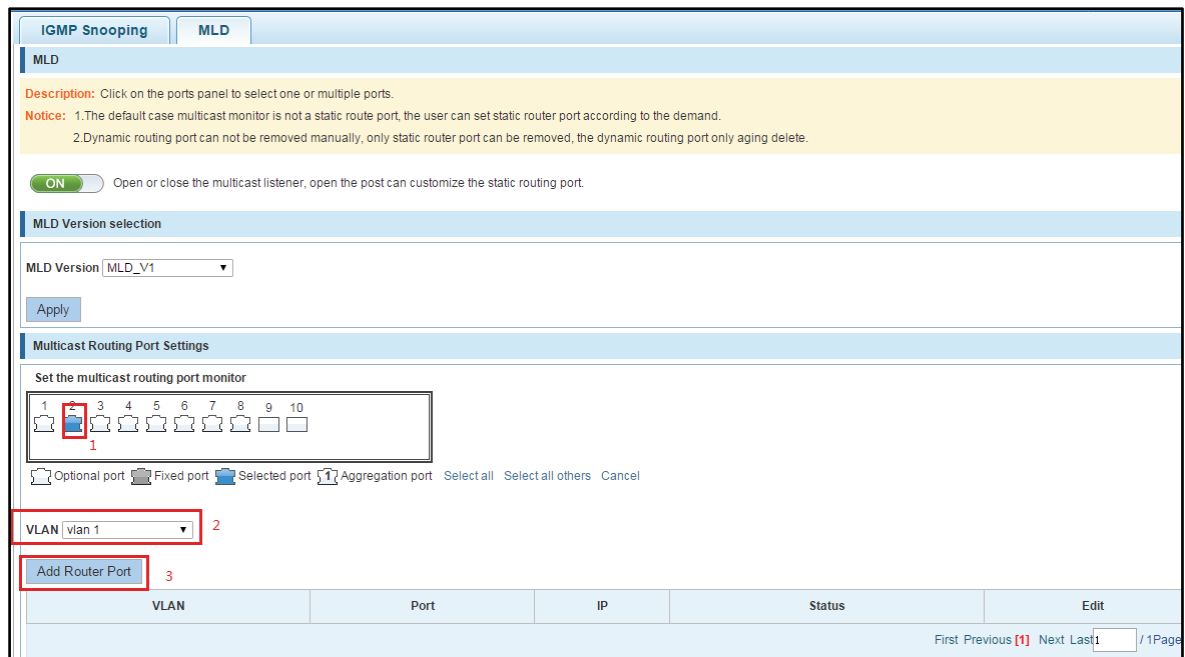 IGMP Snooping MLD
MLD
Description: Click on the ports panel to select one or multiple ports.
Notice: 1.The default case multicast monitor is not a static route port, the user can set static router port according to the demand.
2.Dynamic routing port can not be removed manually, only static router port can be removed, the dynamic routing port only aging delete.
ON Open or close the multicast listener, open the post can customize the static routing port.
MLD Version selection
MLD Version MLD_V1
Apply
Multicast Routing Port Settings
Set the multicast routing port monitor
1 2 3 4 5 6 7 8 9 10
1
Optional port Fixed port Selected port 1 Aggregation port Select all Select all others Cancel
VLAN vlan 1 2
Add Router Port 3
VLAN Port IP Status Edit
First Previous [1] Next Last 1 / 1Page